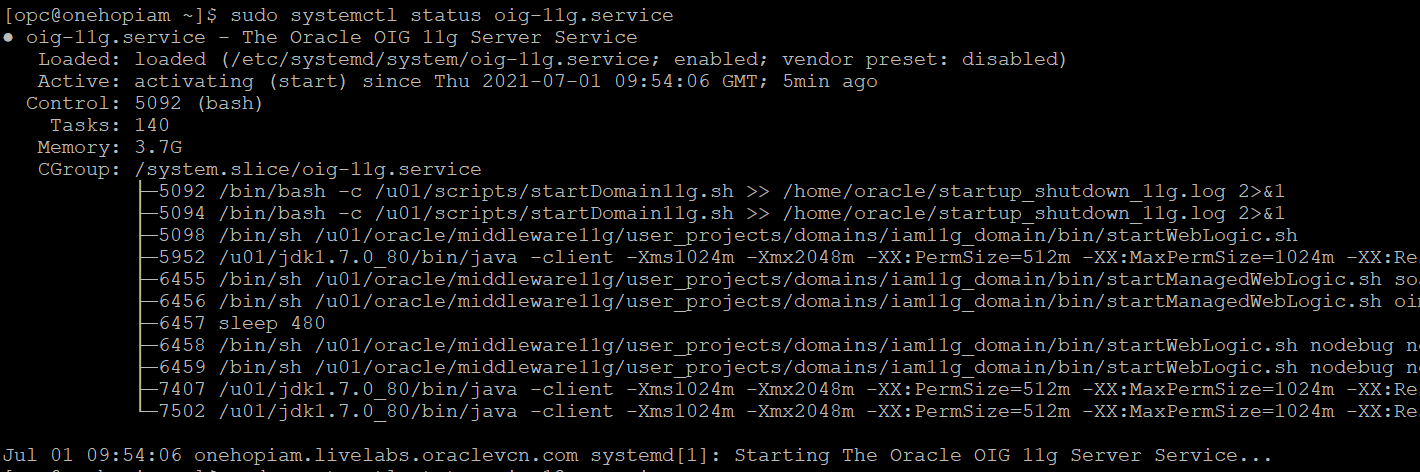 [opc@onehopiam ~]$ sudo systemctl status oig-11g.service
● oig-11g.service - The Oracle OIG 11g Server Service
Loaded: loaded (/etc/systemd/system/oig-11g.service; enabled; vendor preset: disabled)
Active: activating (start) since Thu 2021-07-01 09:54:06 GMT; 5min ago
Control: 5092 (bash)
Tasks: 140
Memory: 3.7G
CGroup: /system.slice/oig-11g.service
├─5092 /bin/bash -c /u01/scripts/startDomain11g.sh >> /home/oracle/startup_shutdown_11g.log 2>&1
├─5094 /bin/bash -c /u01/scripts/startDomain11g.sh >> /home/oracle/startup_shutdown_11g.log 2>&1
├─5098 /bin/sh /u01/oracle/middleware11g/user_projects/domains/iam11g_domain/bin/startWebLogic.sh
├─5952 /u01/jdk1.7.0_80/bin/java -client -Xms1024m -Xmx2048m -XX:PermSize=512m -XX:MaxPermSize=1024m -XX:Re
├─6455 /bin/sh /u01/oracle/middleware11g/user_projects/domains/iam11g_domain/bin/startManagedWebLogic.sh so
├─6456 /bin/sh /u01/oracle/middleware11g/user_projects/domains/iam11g_domain/bin/startManagedWebLogic.sh oi
├─6457 sleep 480
├─6458 /bin/sh /u01/oracle/middleware11g/user_projects/domains/iam11g_domain/bin/startWebLogic.sh nodebug n
├─6459 /bin/sh /u01/oracle/middleware11g/user_projects/domains/iam11g_domain/bin/startWebLogic.sh nodebug n
├─7407 /u01/jdk1.7.0_80/bin/java -client -Xms1024m -Xmx2048m -XX:PermSize=512m -XX:MaxPermSize=1024m -XX:Re
└─7502 /u01/jdk1.7.0_80/bin/java -client -Xms1024m -Xmx2048m -XX:PermSize=512m -XX:MaxPermSize=1024m -XX:Re
Jul 01 09:54:06 onehopiam.livelabs.oraclevcn.com systemd[1]: Starting The Oracle OIG 11g Server Service...